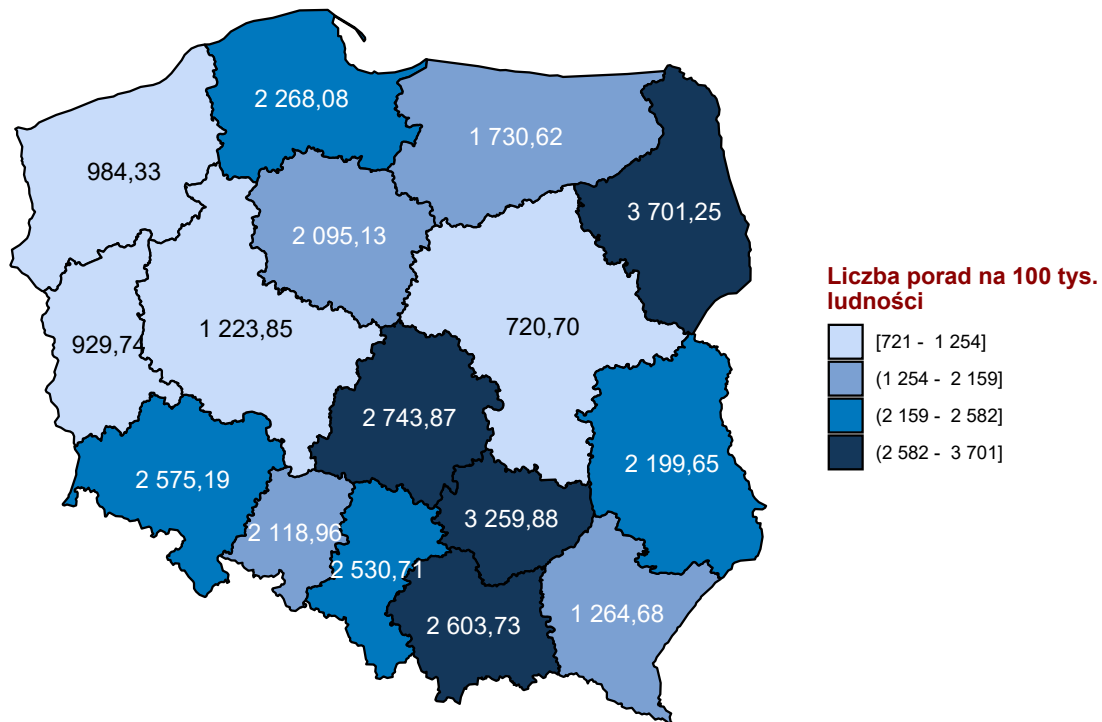 2 268,08
1 730,62
984,33
3 701,25
2 095,13
1 223,85
720,70
929,74
2 743,87
2 199,65
2 575,19
3 259,88
2 118,96
2 530,71
1 264,68
2 603,73
Liczba porad na 100 tys.
ludności
[721 - 1 254]
(1 254 - 2 159]
(2 159 - 2 582]
(2 582 - 3 701]